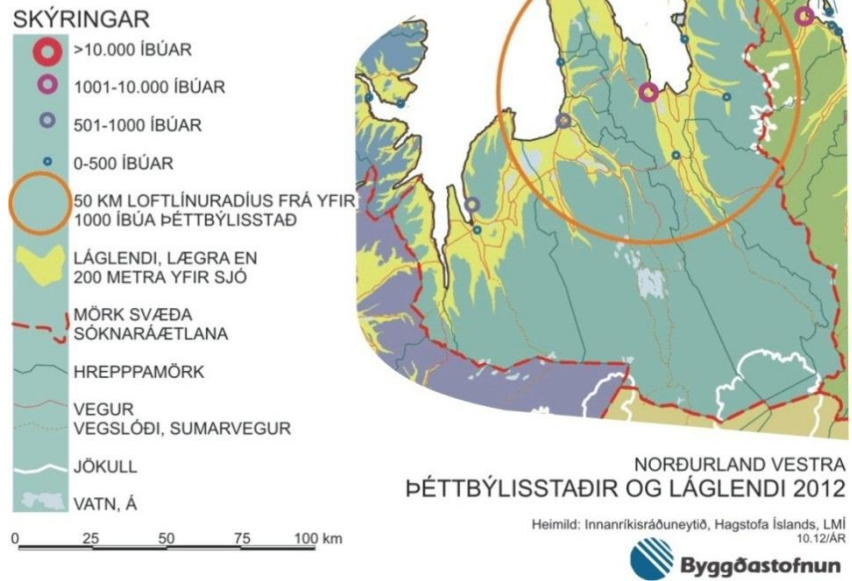 SKÝRINGAR
>10.000 ÍBÚAR
1001-10.000 ÍBÚAR
501-1000 ÍBÚAR
0-500 ÍBÚAR
50 KM LOFTLÍNURADÍUS FRÁ YFIR
1000 ÍBÚA ÞÉTTBÝLISSTAÐ
LÁGLENDI, LÆGRA EN
200 METRA YFIR SJÓ
MÖRK SVÆÐA
SÓKNARÁÆTLANA
HREPPPAMÖRK
VEGUR
VEGSLÓÐI, SUMARVEGUR
JÖKULL
VATN, Á
0 25 50 75 100 km
NORÐURLAND VESTRA
ÞÉTTBÝLISSTAÐIR OG LÁGLENDI 2012
Heimild: Innanríkisráðuneytið, Hagstofa Íslands, LMÍ
10.12/ÁR
Byggðastofnun